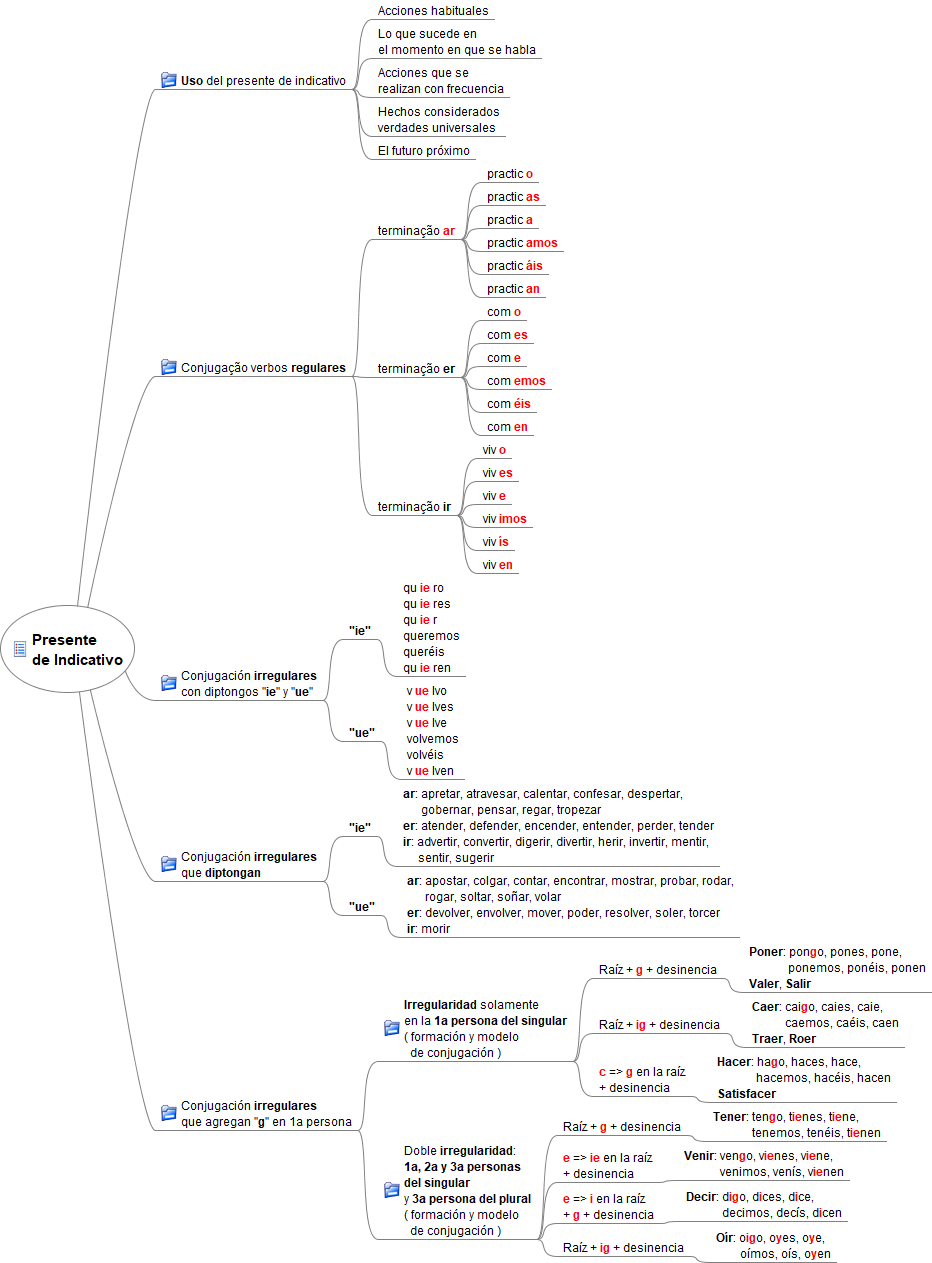 Presente
de Indicativo
Uso del presente de indicativo
Acciones habituales
Lo que sucede en
el momento en que se habla
Acciones que se
realizan con frecuencia
Hechos considerados
verdades universales
El futuro próximo
Conjugação verbos regulares
terminação ar
practic o
practic as
practic a
practic amos
practic áis
practic an
terminação er
com o
com es
com e
com emos
com éis
com en
terminação ir
viv o
viv es
viv e
viv imos
viv ís
viv en
Conjugación irregulares
con diptongos "ie" y "ue"
"ie"
qu ie ro
qu ie res
qu ie r
queremos
queréis
qu ie ren
"ue"
v ue lvo
v ue lves
v ue lve
volvemos
volvéis
v ue lven
Conjugación irregulares
que diptongan
"ie"
ar: apretar, atravesar, calentar, confesar, despertar,
gobernar, pensar, regar, tropezar
er: atender, defender, encender, entender, perder, tender
ir: advertir, convertir, digerir, divertir, herir, invertir, mentir,
sentir, sugerir
"ue"
ar: apostar, colgar, contar, encontrar, mostrar, probar, rodar,
rogar, soltar, soñar, volar
er: devolver, envolver, mover, poder, resolver, soler, torcer
ir: morir
Conjugación irregulares
que agregan "g" en 1a persona
Irregularidad solamente
en la 1a persona del singular
( formación y modelo
de conjugación )
Raíz + g + desinencia
Poner: pongo, pones, pone,
ponemos, ponéis, ponen
Valer, Salir
Raíz + ig + desinencia
Caer: caigo, caies, caie,
caemos, caéis, caen
Traer, Roer
c => g en la raíz
+ desinencia
Hacer: hago, haces, hace,
hacemos, hacéis, hacen
Satisfacer
Doble irregularidad:
1a, 2a y 3a personas
del singular
y 3a persona del plural
( formación y modelo
de conjugación )
Raíz + g + desinencia
Tener: tengo, tienes, tiene,
tenemos, tenéis, tienen
e => ie en la raíz
+ desinencia
Venir: vengo, vienes, viene,
venimos, venís, vienen
e => i en la raíz
+ g + desinencia
Decir: digo, dices, dice,
decimos, decís, dicen
Raíz + ig + desinencia
Oír: oigo, oyes, oye,
oímos, oís, oyen